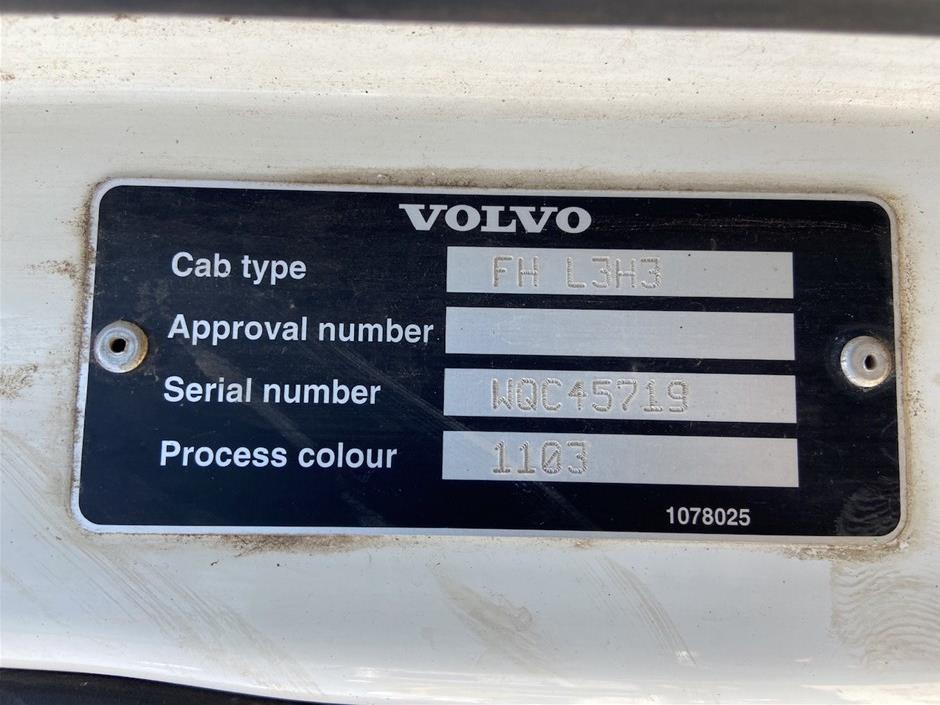 VOLVO
Cab type FH L3H3
Approval number
Serial number WQC45719
Process colour 1103
1078025